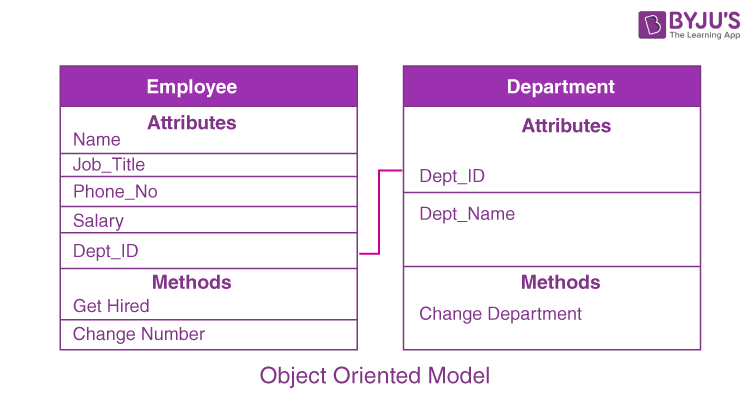 BYJU'S
The Learning App
Employee
Attributes
Name
Job_Title
Phone_No
Salary
Dept_ID
Methods
Get Hired
Change Number
Department
Attributes
Dept_ID
Dept_Name
Methods
Change Department
Object Oriented Model